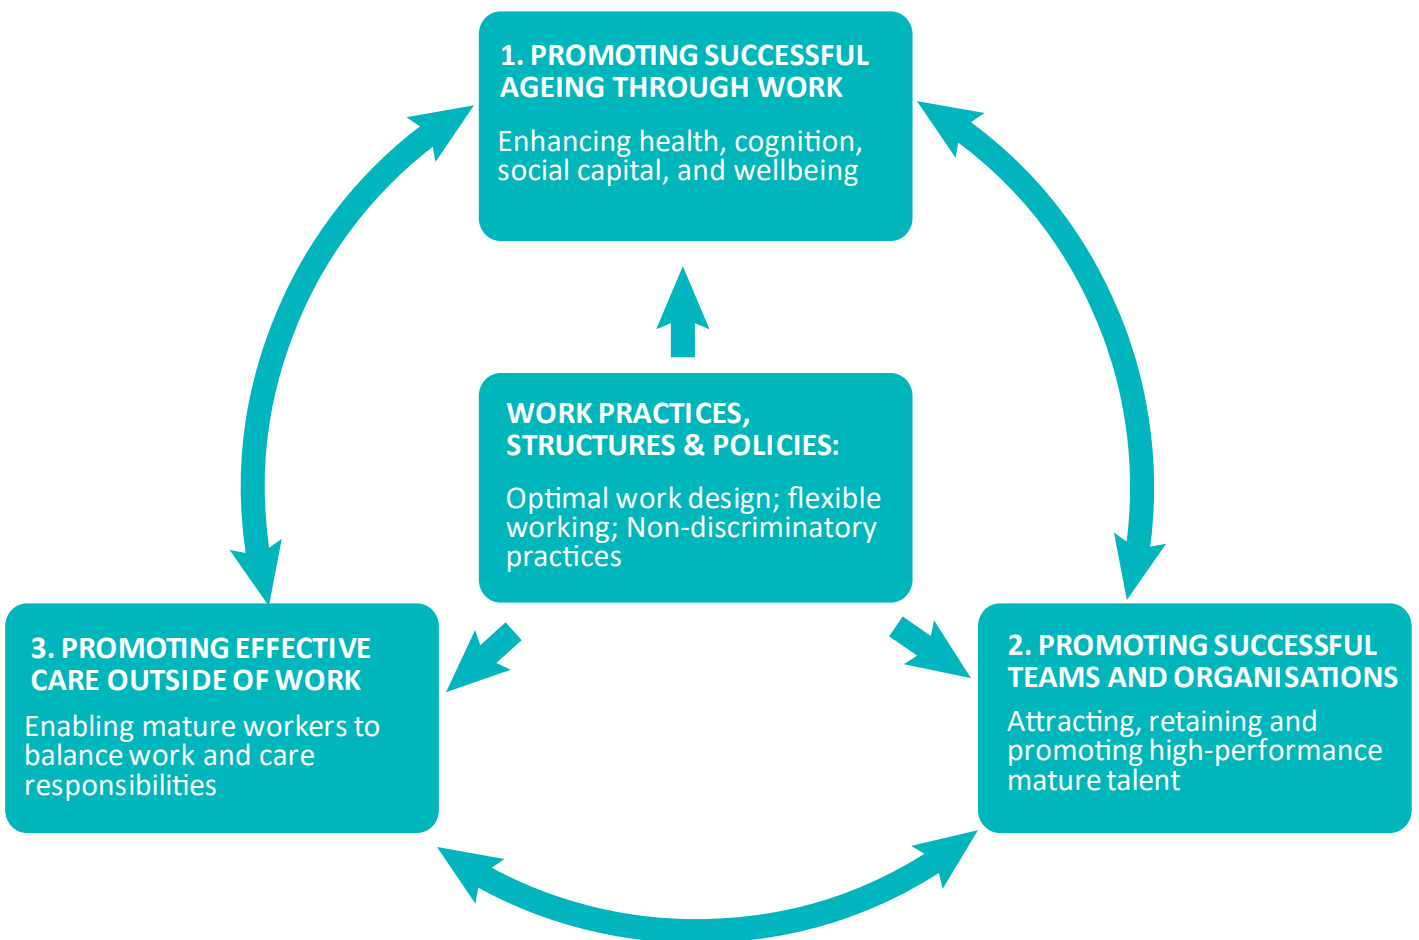 1. PROMOTING SUCCESSFUL
AGEING THROUGH WORK
Enhancing health, cognition,
social capital, and wellbeing
WORK PRACTICES,
STRUCTURES & POLICIES:
Optimal work design; flexible
working; Non-discriminatory
practices
3. PROMOTING EFFECTIVE
CARE OUTSIDE OF WORK
Enabling mature workers to
balance work and care
responsibilities
2. PROMOTING SUCCESSFUL
TEAMS AND ORGANISATIONS
Attracting, retaining and
promoting high-performance
mature talent